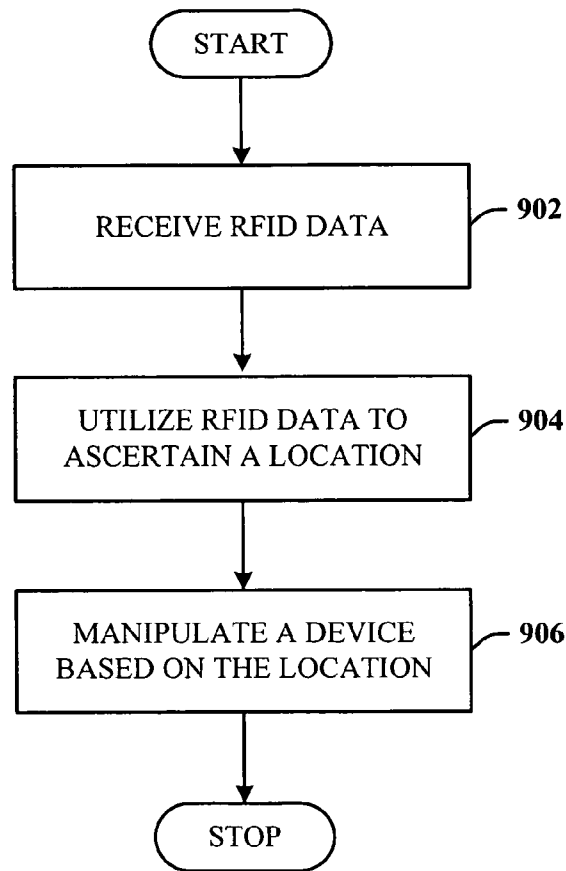 START
RECEIVE RFID DATA
902
UTILIZE RFID DATA TO
ASCERTAIN A LOCATION
904
MANIPULATE A DEVICE
BASED ON THE LOCATION
906
STOP